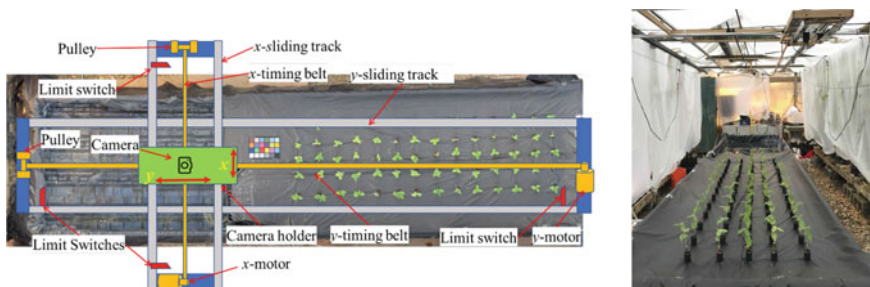 Pulley
x-sliding track
Limit switch
x-timing belt
y-sliding track
Pulley
Camera
x
y
Limit Switches
Camera holder
y-timing belt
Limit switch
y-motor
x-motor